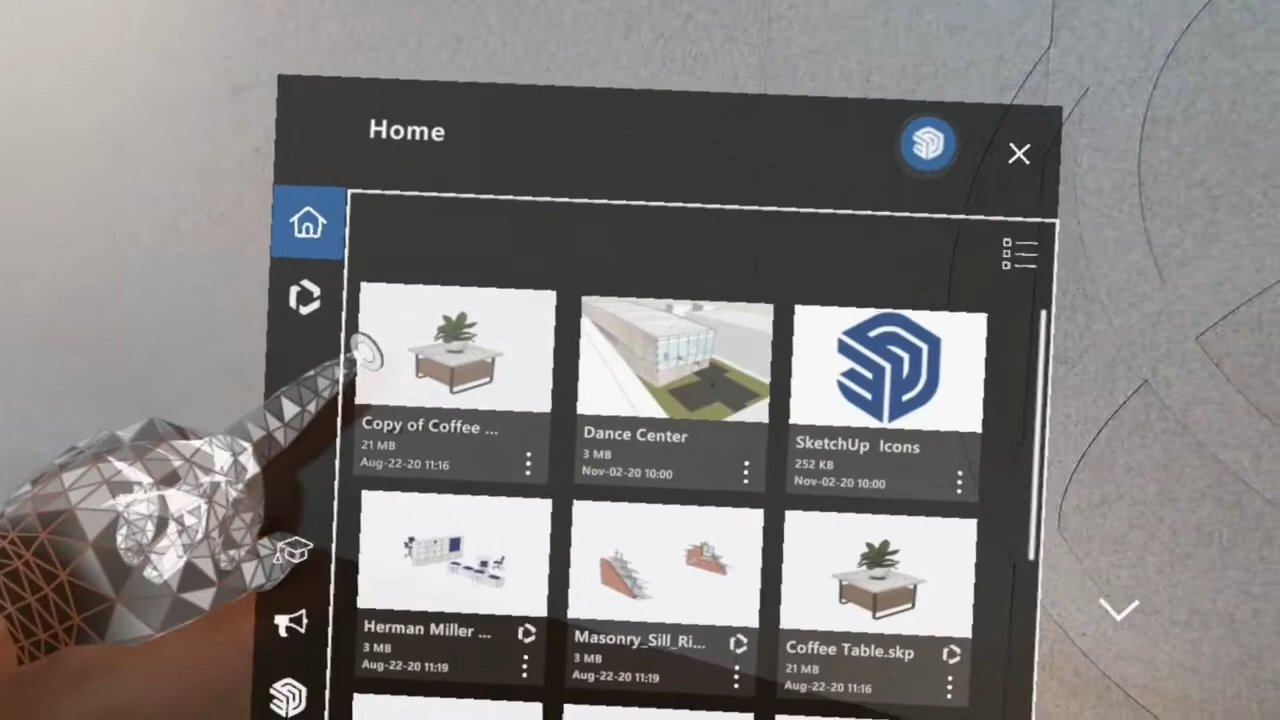 Home
Copy of Coffee ...
21 MB
Aug-22-20 11:16
Dance Center
3 MB
Nov-02-20 10:00
SketchUp Icons
252 KB
Nov-02-20 10:00
Herman Miller ...
3 MB
Aug-22-20 11:19
Masonry_Sill_Ri...
3 MB
Aug-22-20 11:19
Coffee Table.skp
21 MB
Aug-22-20 11:16